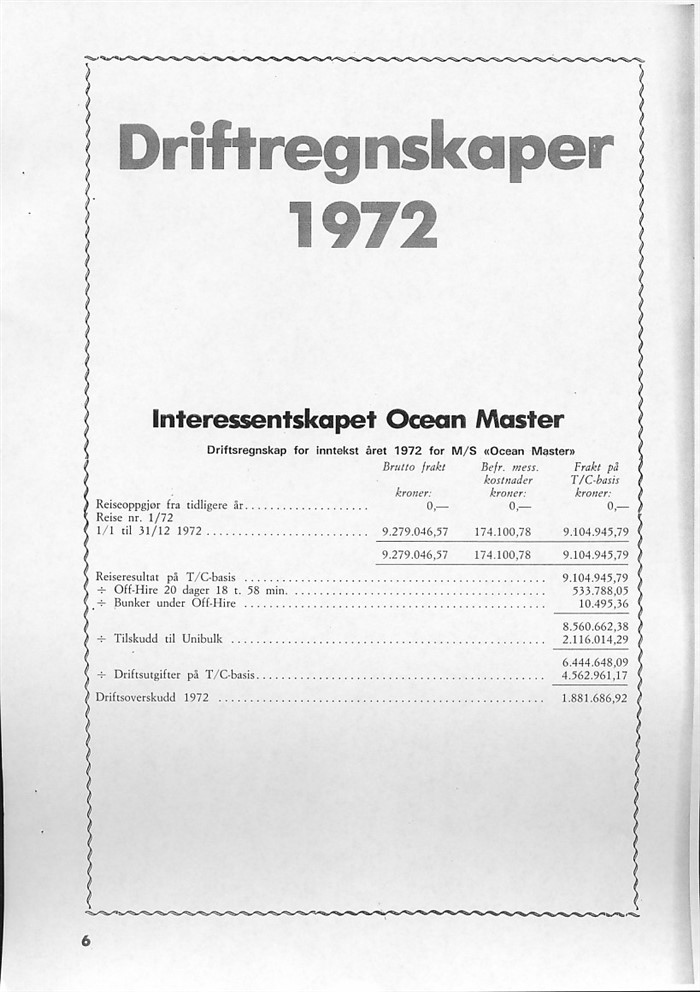 Driftregnskaper
1972
Interessentskapet Ocean Master
Driftsregnskap for inntekst året 1972 for M/S «Ocean Master»
Brutto frakt Befr. mess. Frakt på
kostnader T/C-basis
kroner: kroner: kroner:
Reiseoppgjør fra tidligere år.................... 0,— 0,— 0,—
Reise nr. 1/72
1/1 til 31/12 1972 .......................... 9.279.046,57 174.100,78 9.104.945,79
9.279.046,57 174.100,78 9.104.945,79
Reiseresultat på T/C-basis ................................................ 9.104.945,79
÷ Off-Hire 20 dager 18 t. 58 min. ......................................... 533.788,05
÷ Bunker under Off-Hire ................................................ 10.495,36
8.560.662,38
÷ Tilskudd til Unibulk .................................................. 2.116.014,29
6.444.648,09
÷ Driftsutgifter på T/C-basis.............................................. 4.562.961,17
Driftsoverskudd 1972 .................................................... 1.881.686,92
6